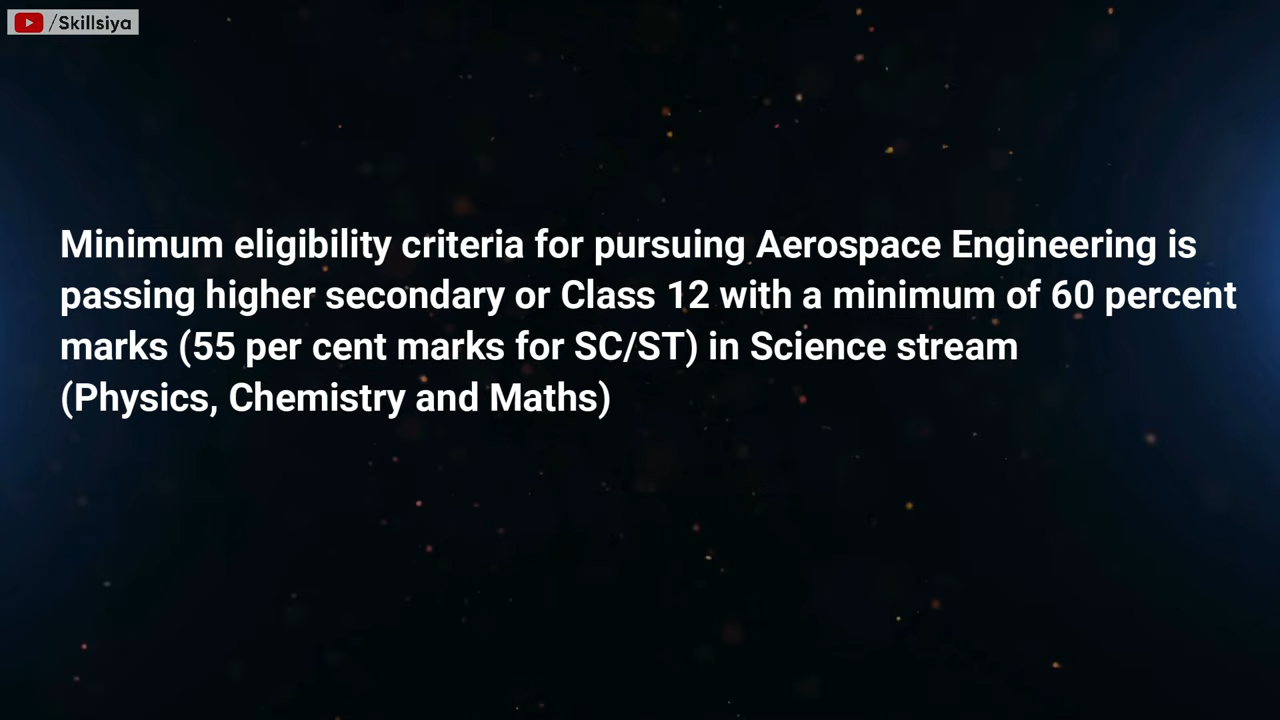 /Skillsiya
Minimum eligibility criteria for pursuing Aerospace Engineering is
passing higher secondary or Class 12 with a minimum of 60 percent
marks (55 per cent marks for SC/ST) in Science stream
(Physics, Chemistry and Maths)